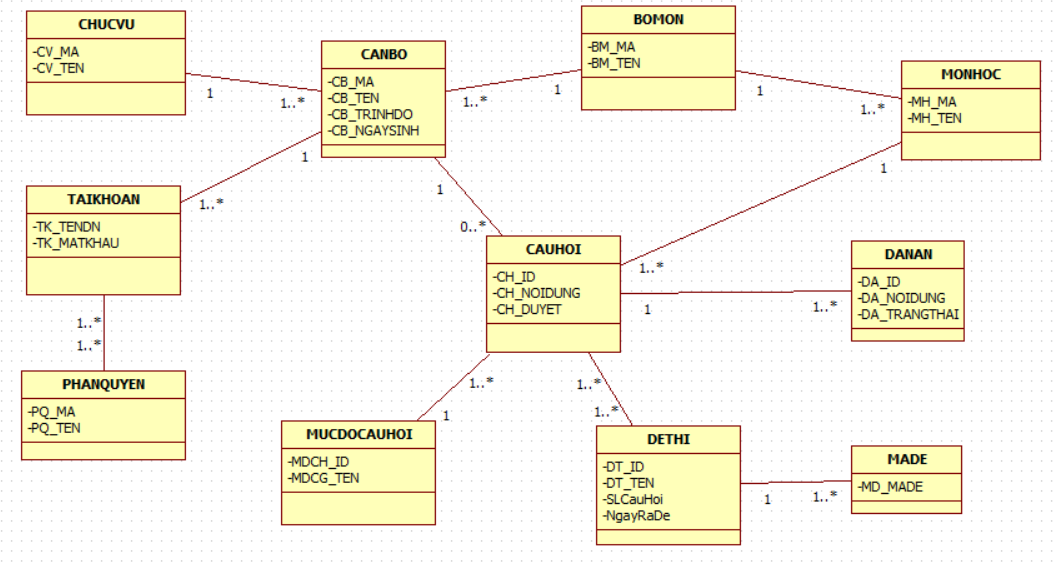 CHUCVU
-CV_MA
-CV_TEN
1
1..*
CANBO
-CB_MA
-CB_TEN
-CB_TRINHDO
-CB_NGAYSINH
1..*
1
BOMON
-BM_MA
-BM_TEN
1
1..*
MONHOC
-MH_MA
-MH_TEN
1
1..*
1
1..*
TAIKHOAN
-TK_TENDN
-TK_MATKHAU
1
0..*
CAUHOI
-CH_ID
-CH_NOIDUNG
-CH_DUYET
1
1..*
DANAN
-DA_ID
-DA_NOIDUNG
-DA_TRANGTHAI
1..*
1..*
PHANQUYEN
-PQ_MA
-PQ_TEN
1..*
1
MUCDOCAUHOI
-MDCH_ID
-MDCG_TEN
1..*
1..*
DETHI
-DT_ID
-DT_TEN
-SLCauHoi
-NgayRaDe
1
1..*
MADE
-MD_MADE